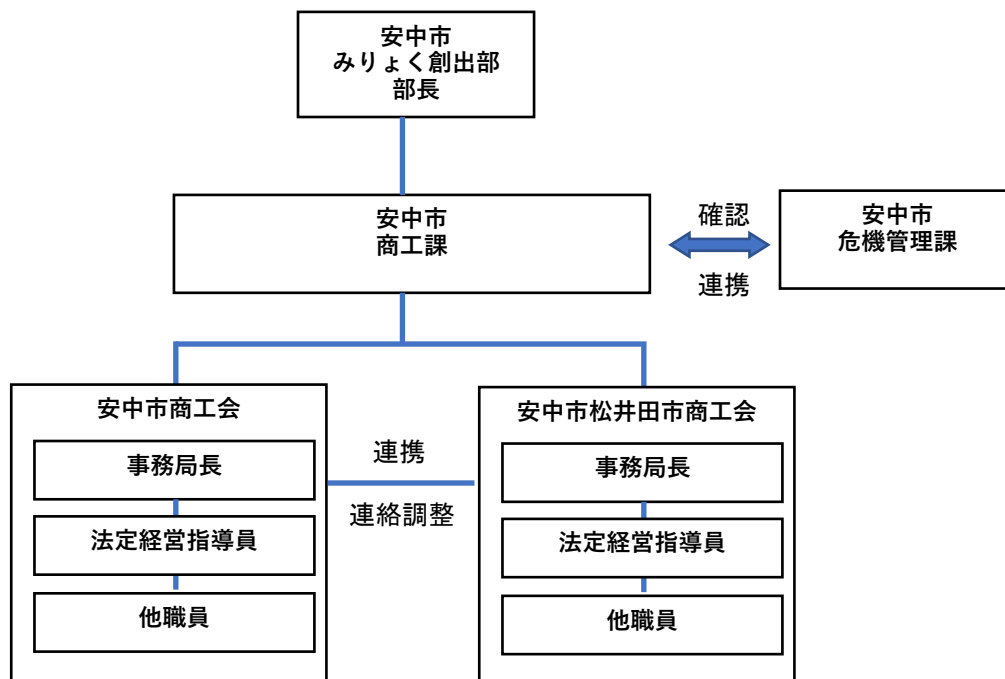 安中市
みりょく創出部
部長
安中市
商工課
確認
連携
安中市
危機管理課
安中市商工会
事務局長
法定経営指導員
他職員
連携
連絡調整
安中市松井田市商工会
事務局長
法定経営指導員
他職員